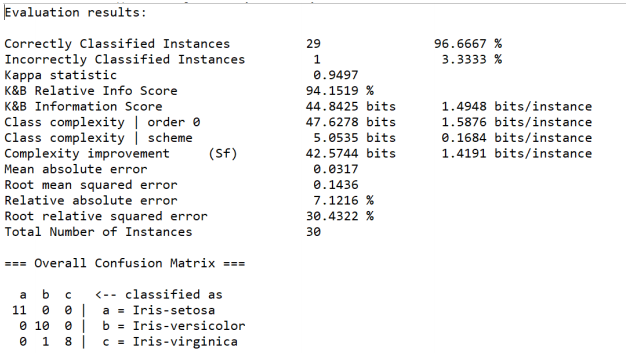 Evaluation results:
Correctly Classified Instances 29 96.6667 %
Incorrectly Classified Instances 1 3.3333 %
Kappa statistic 0.9497
K&B Relative Info Score 94.1519 %
K&B Information Score 44.8425 bits 1.4948 bits/instance
Class complexity | order 0 47.6278 bits 1.5876 bits/instance
Class complexity | scheme 5.0535 bits 0.1684 bits/instance
Complexity improvement (Sf) 42.5744 bits 1.4191 bits/instance
Mean absolute error 0.0317
Root mean squared error 0.1436
Relative absolute error 7.1216 %
Root relative squared error 30.4322 %
Total Number of Instances 30
=== Overall Confusion Matrix ===
a b c <-- classified as
11 0 0 | a = Iris-setosa
0 10 0 | b = Iris-versicolor
0 1 8 | c = Iris-virginica